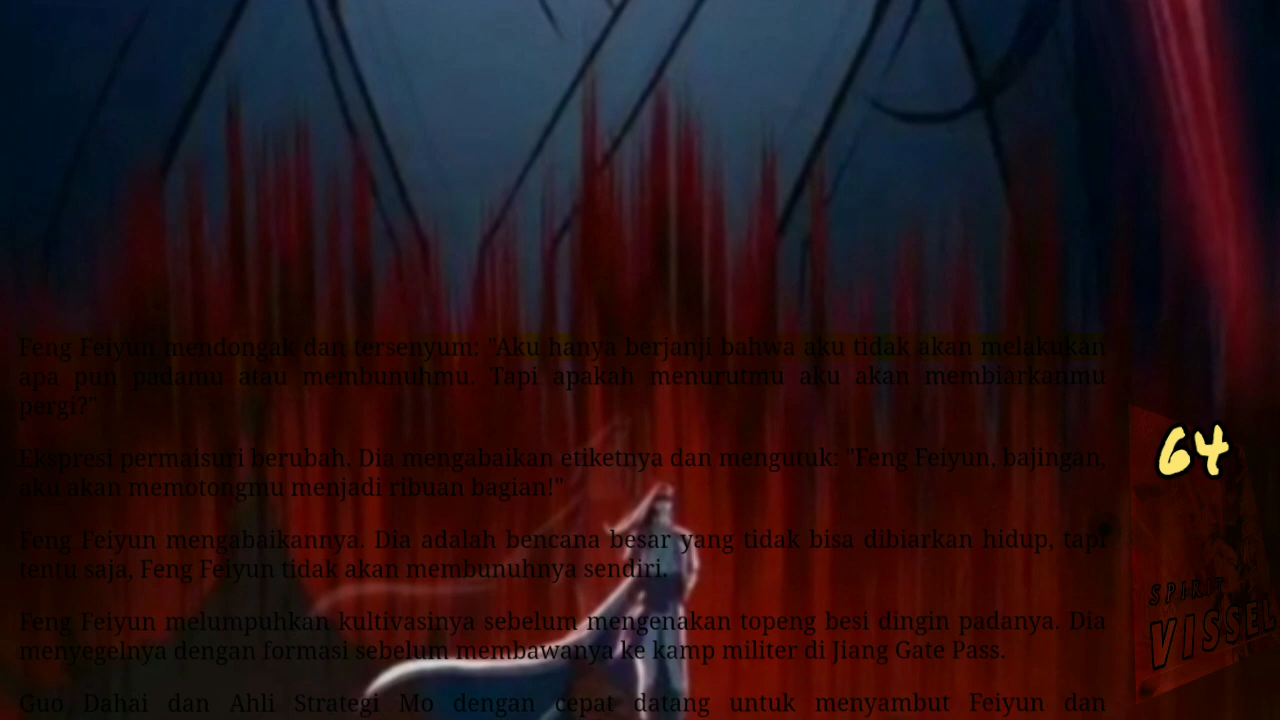 Feng Feiyun mendongak dan tersenyum: "Aku hanya berjanji bahwa aku tidak akan melakukan
apa pun padamu atau membunuhmu. Tapi apakah menurutmu aku akan membiarkanmu
pergi?"
Ekspresi permaisuri berubah. Dia mengabaikan etiketnya dan mengutuk: "Feng Feiyun, bajingan,
aku akan memotongmu menjadi ribuan bagian!"
Feng Feiyun mengabaikannya. Dia adalah bencana besar yang tidak bisa dibiarkan hidup, tapi
tentu saja, Feng Feiyun tidak akan membunuhnya sendiri.
Feng Feiyun melumpuhkan kultivasinya sebelum mengenakan topeng besi dingin padanya. Dia
menyegelnya dengan formasi sebelum membawanya ke kamp militer di Jiang Gate Pass.
Guo Dahai dan Ahli Strategi Mo dengan cepat datang untuk menyambut Feiyun dan
64
SPIRIT
VISSEL